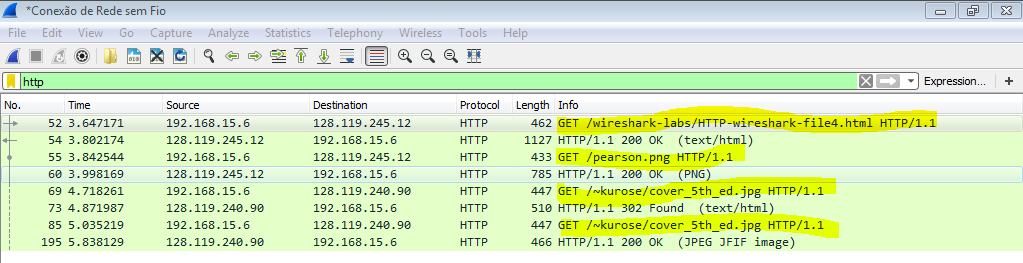 *Conexão de Rede sem Fio
File Edit View Go Capture Analyze Statistics Telephony Wireless Tools Help
http Expression... +
No. Time Source Destination Protocol Length Info
52 3.647171 192.168.15.6 128.119.245.12 HTTP 462 GET /wireshark-labs/HTTP-wireshark-file4.html HTTP/1.1
54 3.802174 128.119.245.12 192.168.15.6 HTTP 1127 HTTP/1.1 200 OK (text/html)
55 3.842544 192.168.15.6 128.119.245.12 HTTP 433 GET /pearson.png HTTP/1.1
60 3.998169 128.119.245.12 192.168.15.6 HTTP 785 HTTP/1.1 200 OK (PNG)
69 4.718261 192.168.15.6 128.119.240.90 HTTP 447 GET /~kurose/cover_5th_ed.jpg HTTP/1.1
73 4.871987 128.119.240.90 192.168.15.6 HTTP 510 HTTP/1.1 302 Found (text/html)
85 5.035219 192.168.15.6 128.119.240.90 HTTP 447 GET /~kurose/cover_5th_ed.jpg HTTP/1.1
195 5.838129 128.119.240.90 192.168.15.6 HTTP 466 HTTP/1.1 200 OK (JPEG JFIF image)